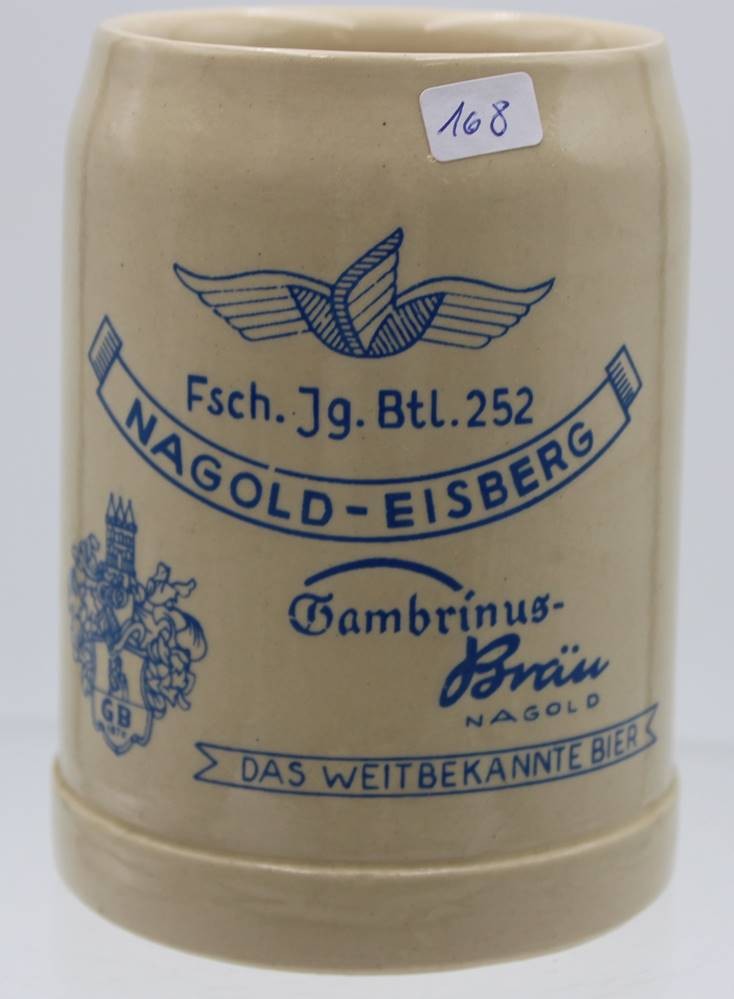 168
Fsch. Jg. Btl. 252
NAGOLD-EISBERG
Gambrinus-
Bräu
NAGOLD
GB
DAS WEITBEKANNTE BIER